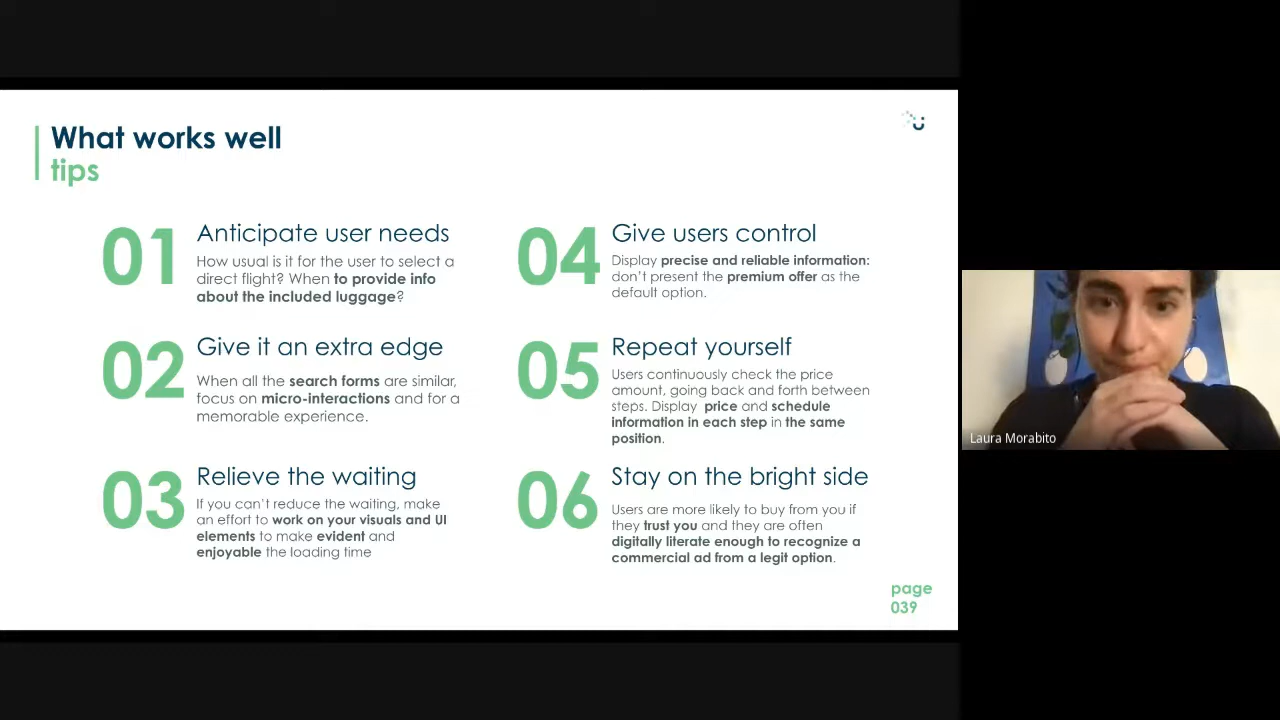 What works well
tips
01
Anticipate user needs
How usual is it for the user to select a
direct flight? When to provide info
about the included luggage?
02
Give it an extra edge
When all the search forms are similar,
focus on micro-interactions and for a
memorable experience.
03
Relieve the waiting
If you can't reduce the waiting, make
an effort to work on your visuals and UI
elements to make evident and
enjoyable the loading time
04
Give users control
Display precise and reliable information:
don't present the premium offer as the
default option.
05
Repeat yourself
Users continuously check the price
amount, going back and forth between
steps. Display price and schedule
information in each step in the same
position.
06
Stay on the bright side
Users are more likely to buy from you if
they trust you and they are often
digitally literate enough to recognize a
commercial ad from a legit option.
page
039
Laura Morabito